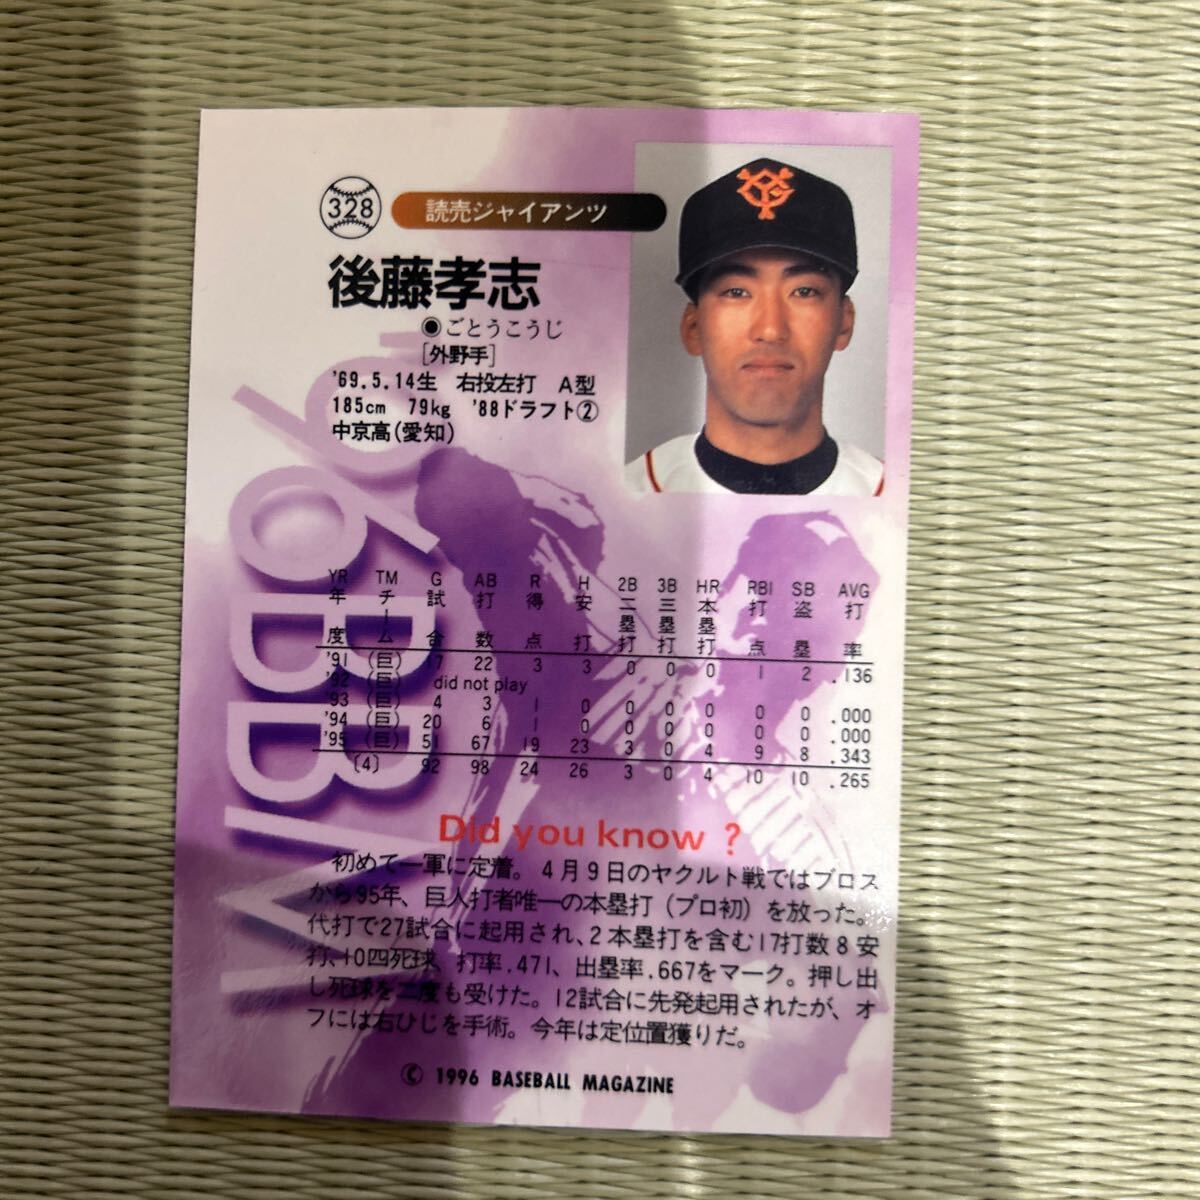 328
読売ジャイアンツ
後藤孝志
◉ごとうこうじ
[外野手]
'69.5.14生 右投左打 A型
185cm 79kg '88ドラフト②
中京高(愛知)
YR TM G AB R H 2B 3B HR RBI SB AVG
年度 チーム 試合 打数 得点 安打 二塁打 三塁打 本塁打 打点 盗塁 打率
'91 (巨) 17 22 3 3 0 0 0 1 2 .136
'92 (巨) did not play
'93 (巨) 4 3 1 0 0 0 0 0 0 .000
'94 (巨) 20 6 1 0 0 0 0 0 0 .000
'95 (巨) 51 67 19 23 3 0 4 9 8 .343
[4] 92 98 24 26 3 0 4 10 10 .265
Did you know ?
初めて一軍に定着。4月9日のヤクルト戦ではブロス
から95年、巨人打者唯一の本塁打（プロ初）を放った。
代打で27試合に起用され、2本塁打を含む17打数8安
打、10四死球、打率.471、出塁率.667をマーク。押し出
し死球を二度も受けた。12試合に先発起用されたが、オ
フには右ひじを手術。今年は定位置獲りだ。
© 1996 BASEBALL MAGAZINE
'96BBM